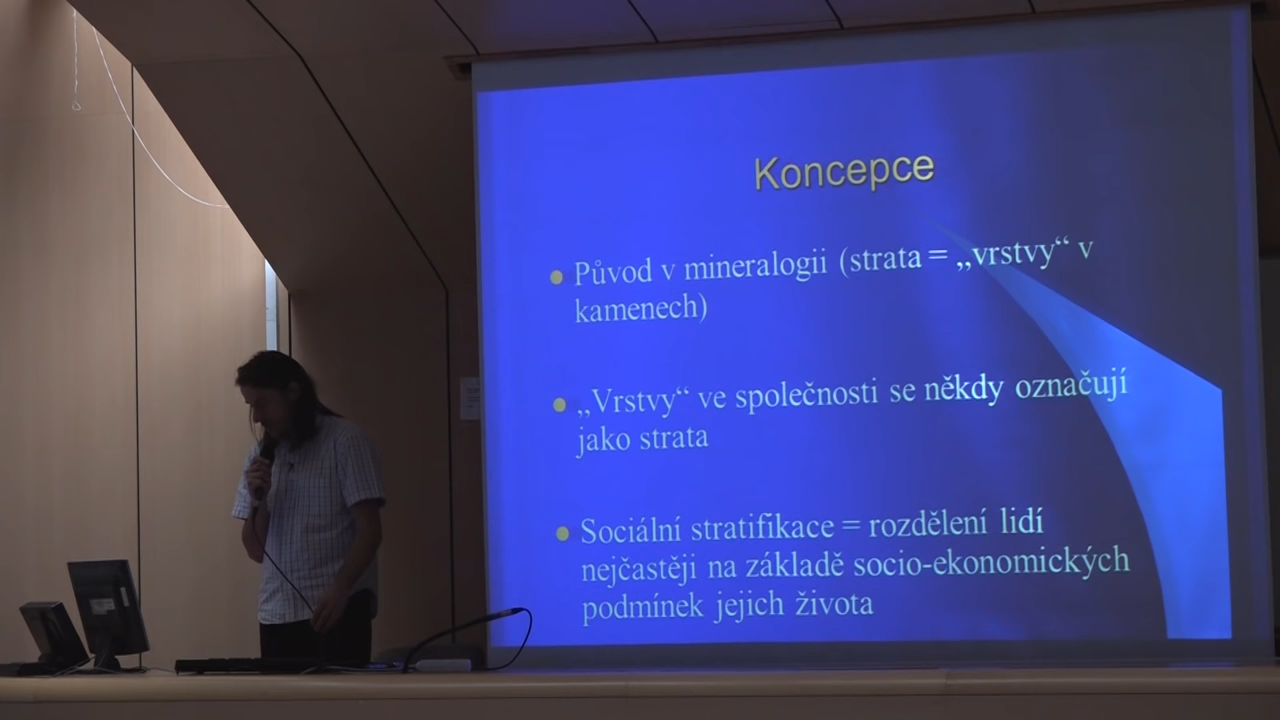 Koncepce
Původ v mineralogii (strata = „vrstvy“ v
kamenech)
„Vrstvy“ ve společnosti se někdy označují
jako strata
Sociální stratifikace = rozdělení lidí
nejčastěji na základě socio-ekonomických
podmínek jejich života